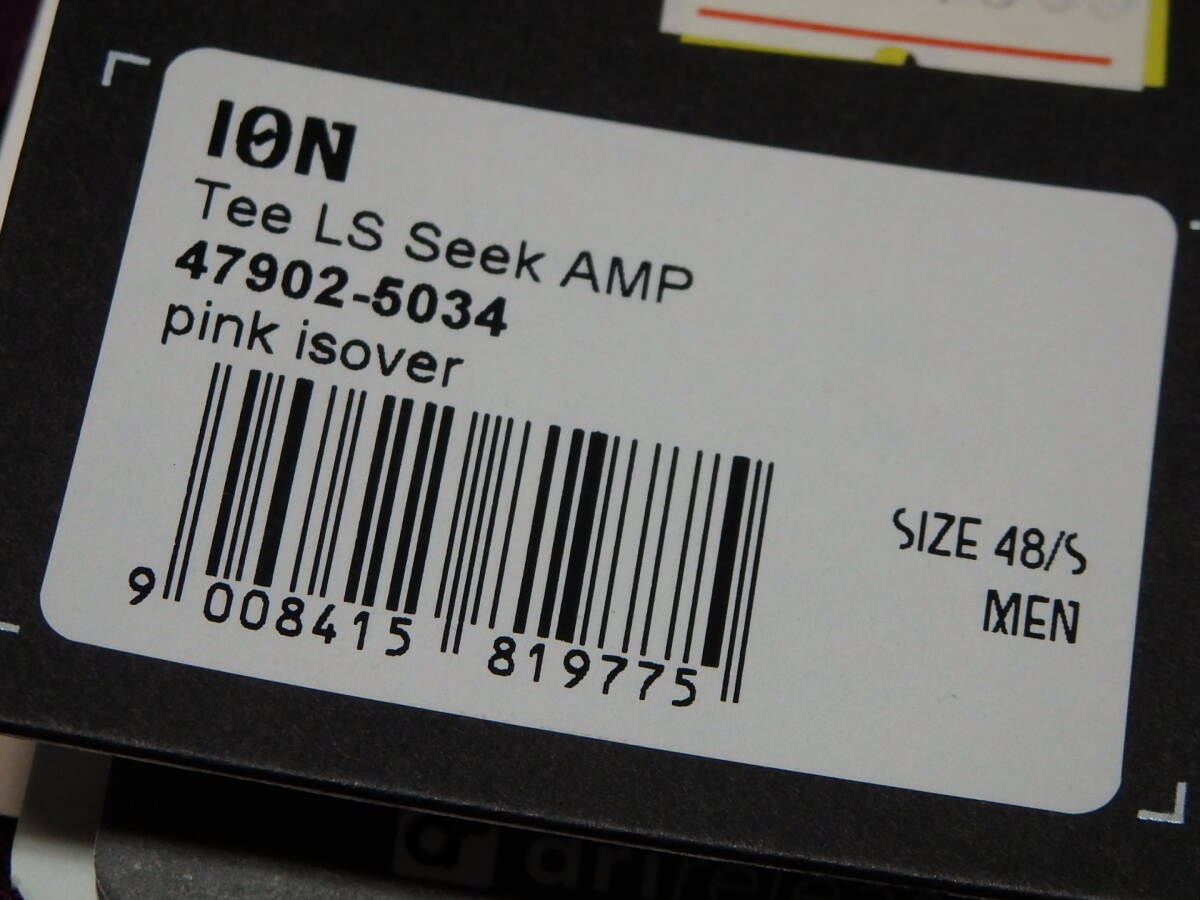 ION
Tee LS Seek AMP
47902-5034
pink isover
SIZE 48/S
MEN
9 008415 819775